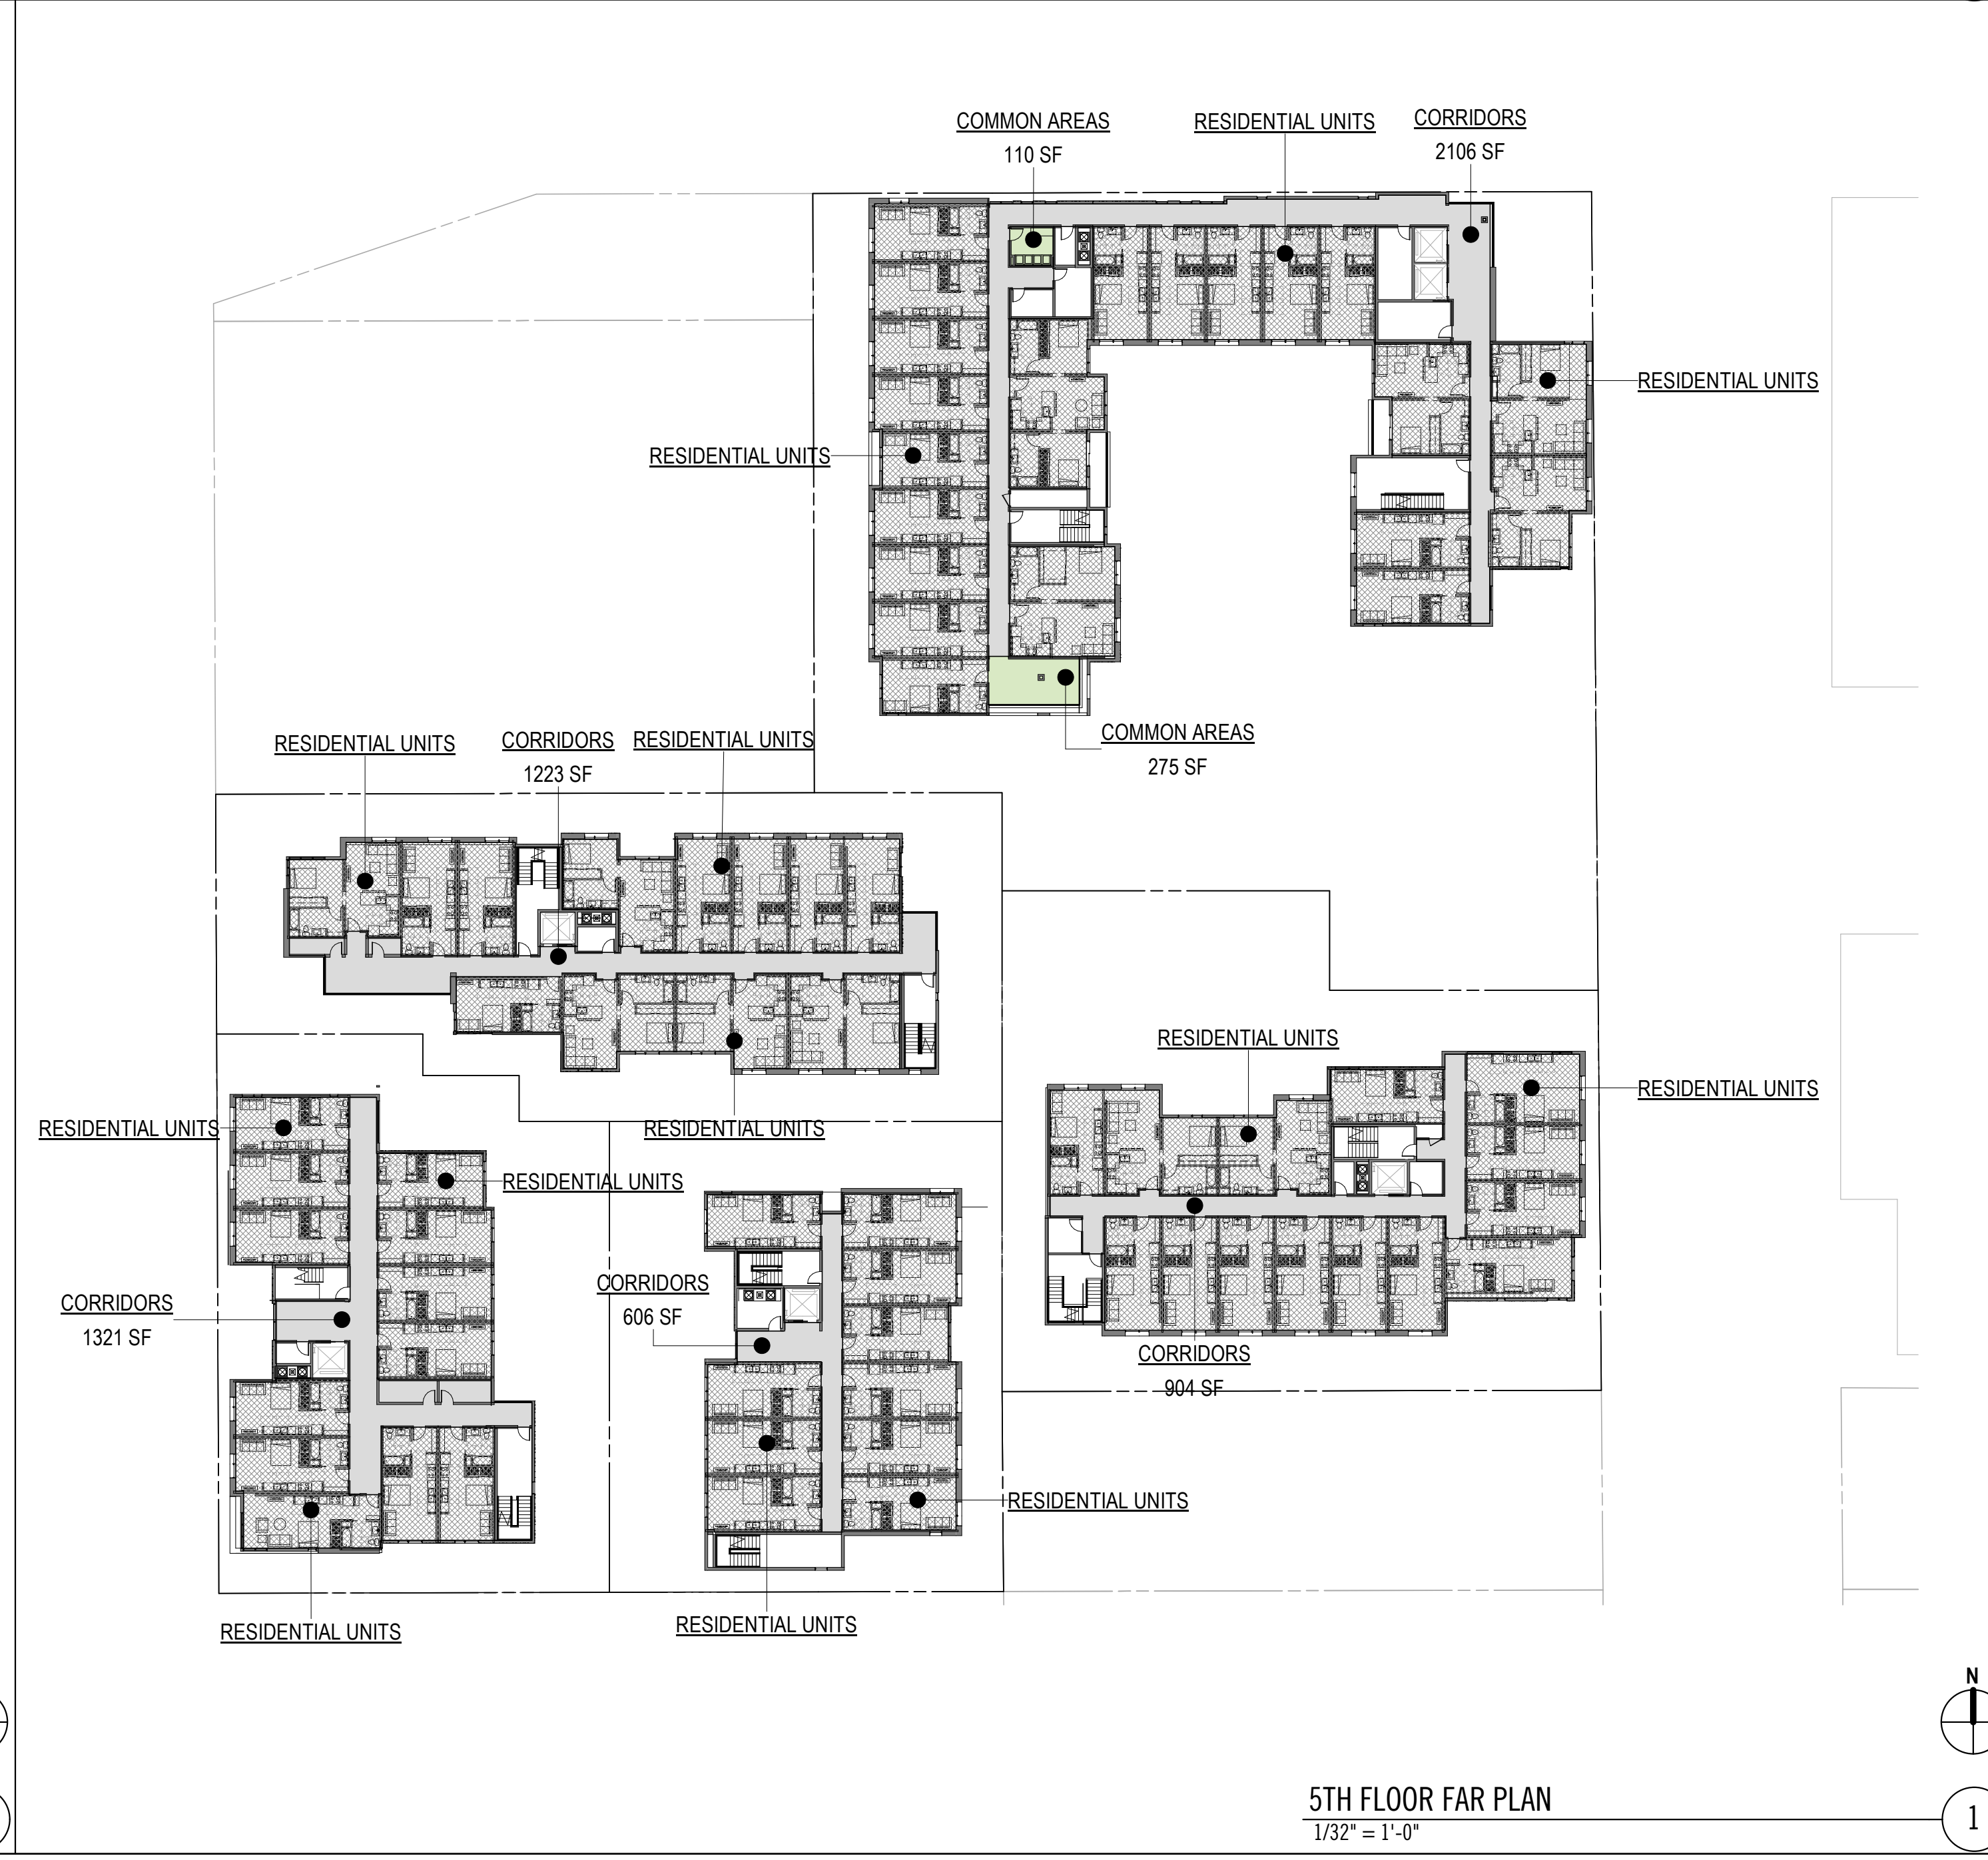 COMMON AREAS
110 SF
RESIDENTIAL UNITS
CORRIDORS
2106 SF
RESIDENTIAL UNITS
RESIDENTIAL UNITS
COMMON AREAS
275 SF
RESIDENTIAL UNITS
CORRIDORS
1223 SF
RESIDENTIAL UNITS
RESIDENTIAL UNITS
RESIDENTIAL UNITS
RESIDENTIAL UNITS
RESIDENTIAL UNITS
RESIDENTIAL UNITS
RESIDENTIAL UNITS
CORRIDORS
1321 SF
CORRIDORS
606 SF
CORRIDORS
904 SF
RESIDENTIAL UNITS
RESIDENTIAL UNITS
RESIDENTIAL UNITS
N
5TH FLOOR FAR PLAN
1/32" = 1'-0"
1